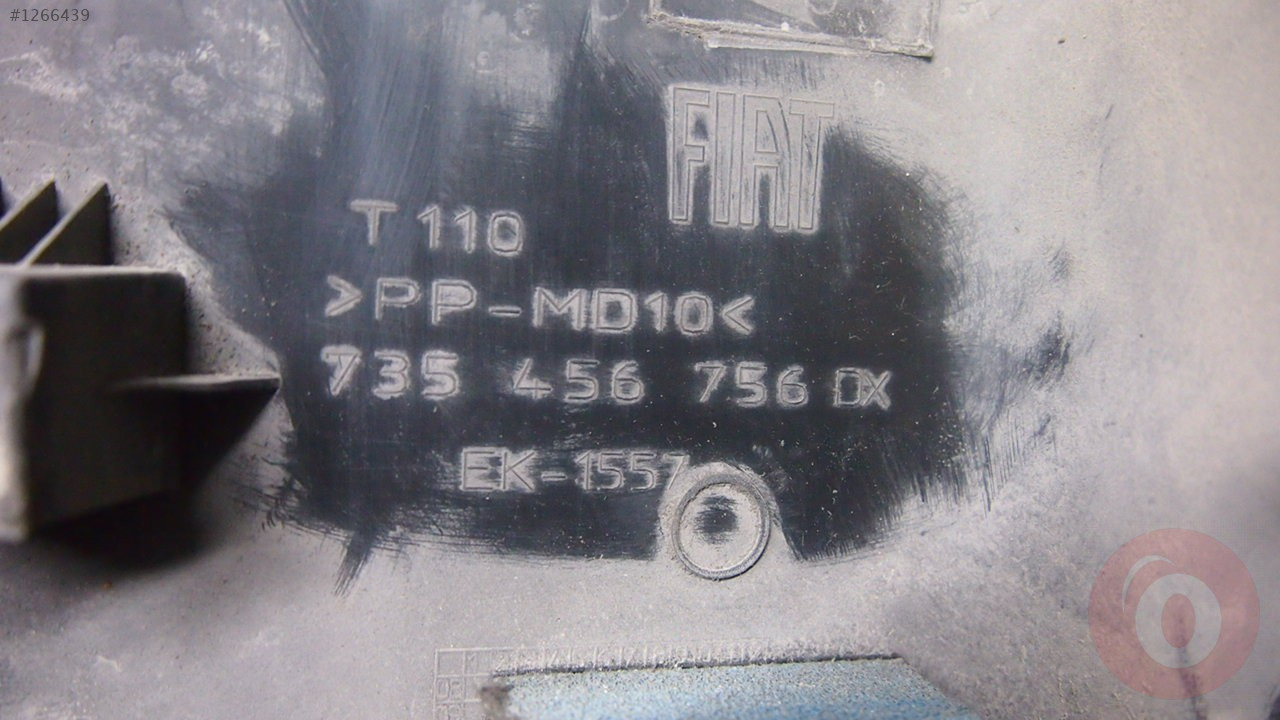 #1266439
FIAT
T 110
>PP-MD10<
735 456 756 DX
EK-1557